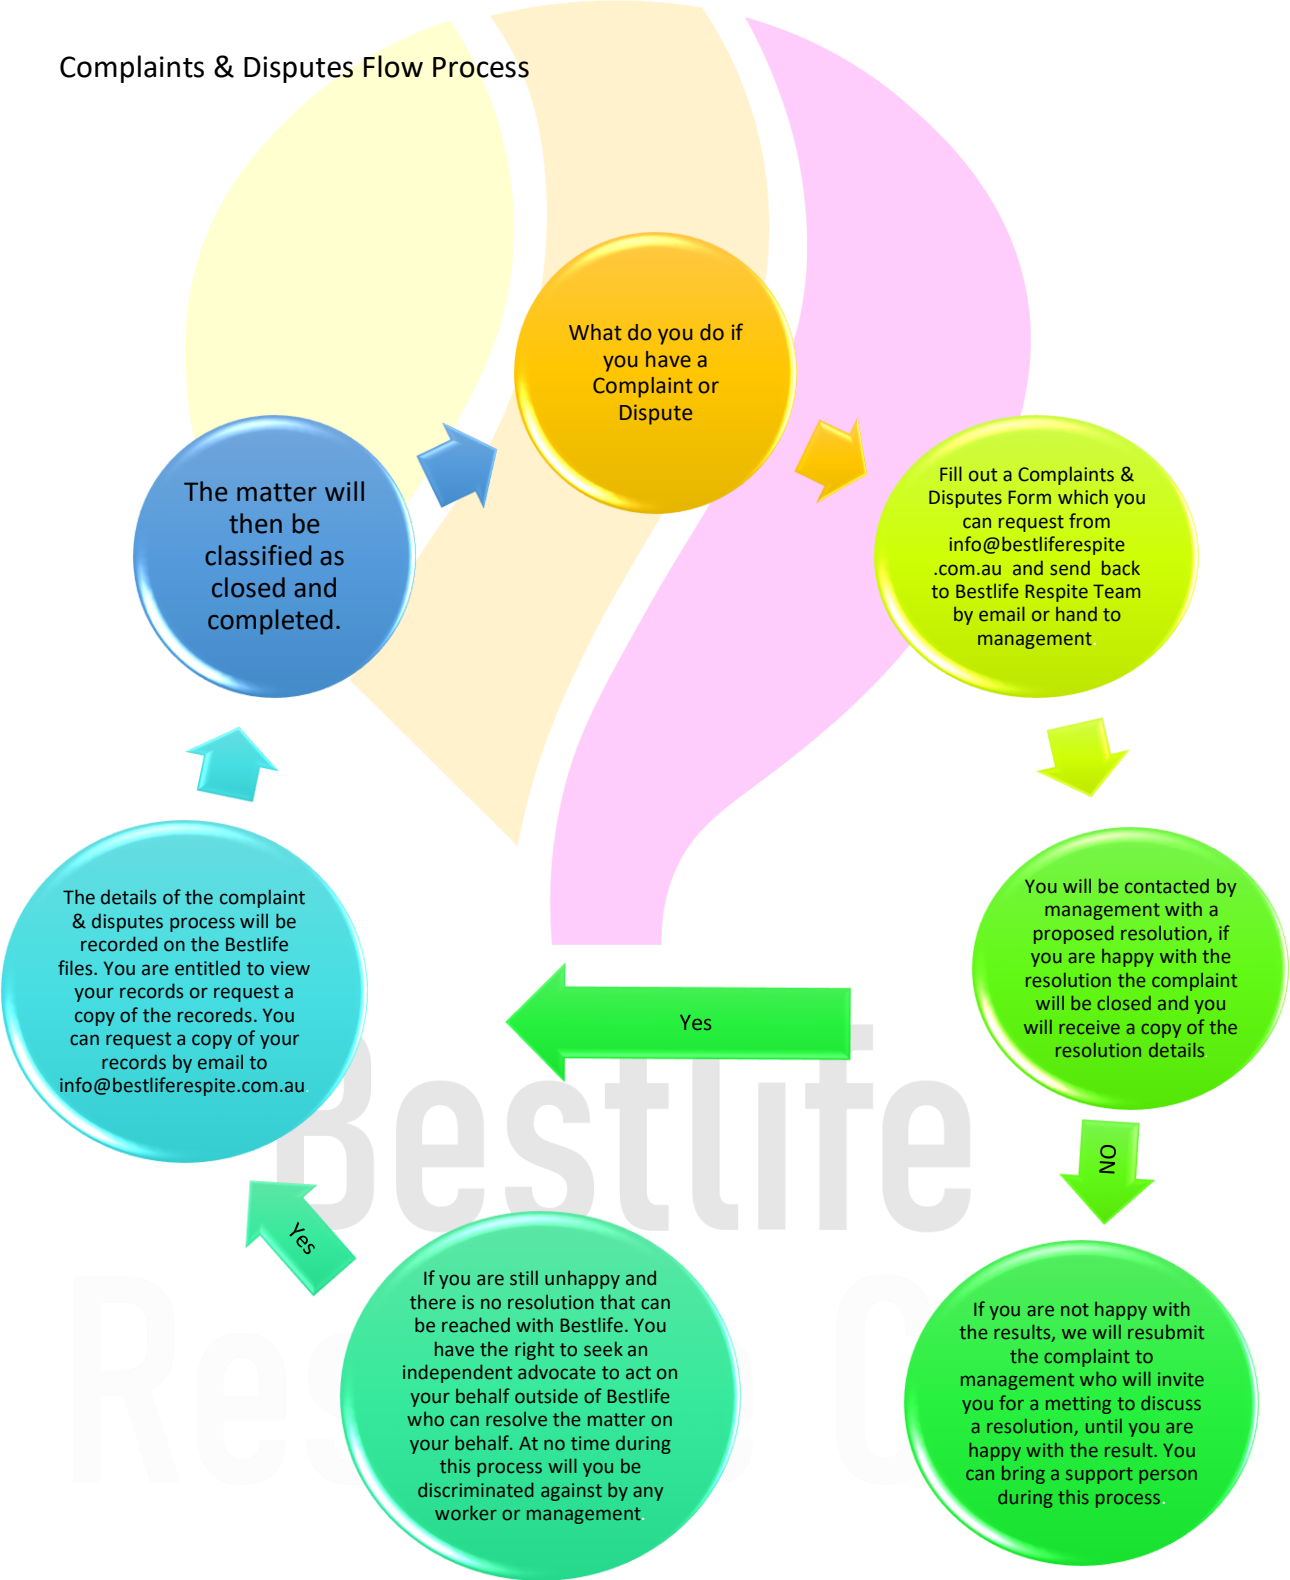 Complaints & Disputes Flow Process
What do you do if
you have a
Complaint or
Dispute
Fill out a Complaints &
Disputes Form which you
can request from
info@bestliferespite
.com.au and send back
to Bestlife Respite Team
by email or hand to
management.
You will be contacted by
management with a
proposed resolution, if
you are happy with the
resolution the complaint
will be closed and you
will receive a copy of the
resolution details.
Yes
NO
If you are not happy with
the results, we will resubmit
the complaint to
management who will invite
you for a metting to discuss
a resolution, until you are
happy with the result. You
can bring a support person
during this process.
If you are still unhappy and
there is no resolution that can
be reached with Bestlife. You
have the right to seek an
independent advocate to act on
your behalf outside of Bestlife
who can resolve the matter on
your behalf. At no time during
this process will you be
discriminated against by any
worker or management.
Yes
The details of the complaint
& disputes process will be
recorded on the Bestlife
files. You are entitled to view
your records or request a
copy of the recoreds. You
can request a copy of your
records by email to
info@bestliferespite.com.au.
The matter will
then be
classified as
closed and
completed.
Bestlife